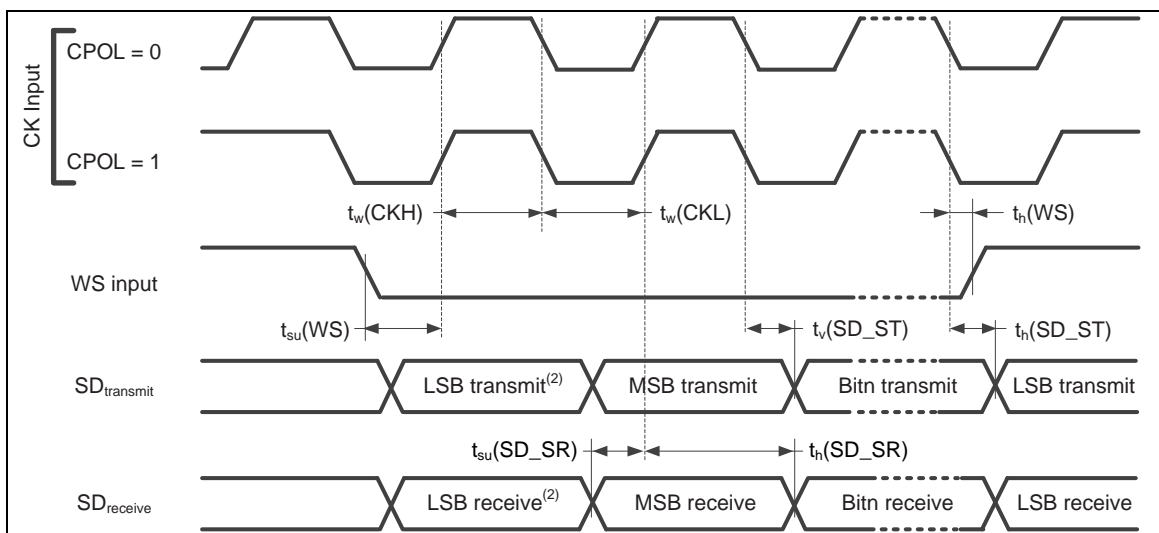 CK Input
CPOL = 0
CPOL = 1
tw(CKH)
tw(CKL)
th(WS)
WS input
tsu(WS)
tv(SD_ST)
th(SD_ST)
SDtransmit
LSB transmit(2)
MSB transmit
Bitn transmit
LSB transmit
tsu(SD_SR)
th(SD_SR)
SDreceive
LSB receive(2)
MSB receive
Bitn receive
LSB receive